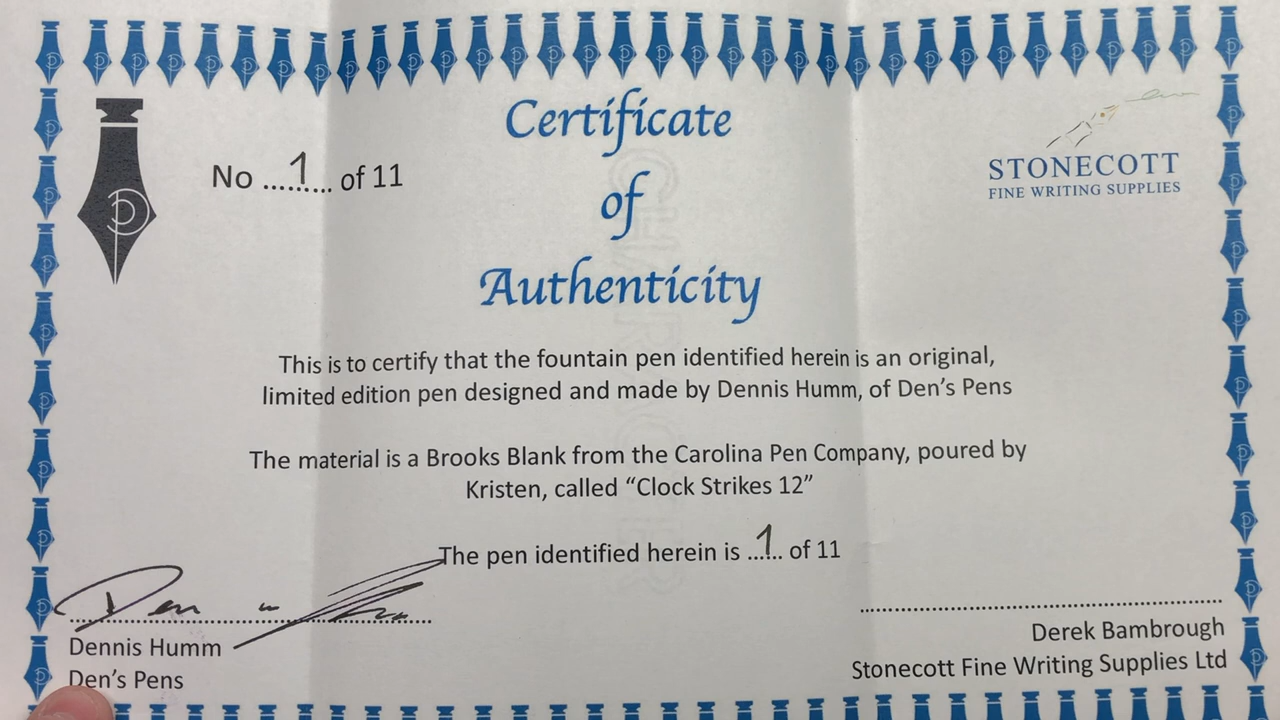 Certificate
of
Authenticity
No ...1... of 11
STONECOTT
FINE WRITING SUPPLIES
This is to certify that the fountain pen identified herein is an original,
limited edition pen designed and made by Dennis Humm, of Den's Pens
The material is a Brooks Blank from the Carolina Pen Company, poured by
Kristen, called “Clock Strikes 12”
The pen identified herein is ...1... of 11
Dennis Humm
Den's Pens
Derek Bambrough
Stonecott Fine Writing Supplies Ltd